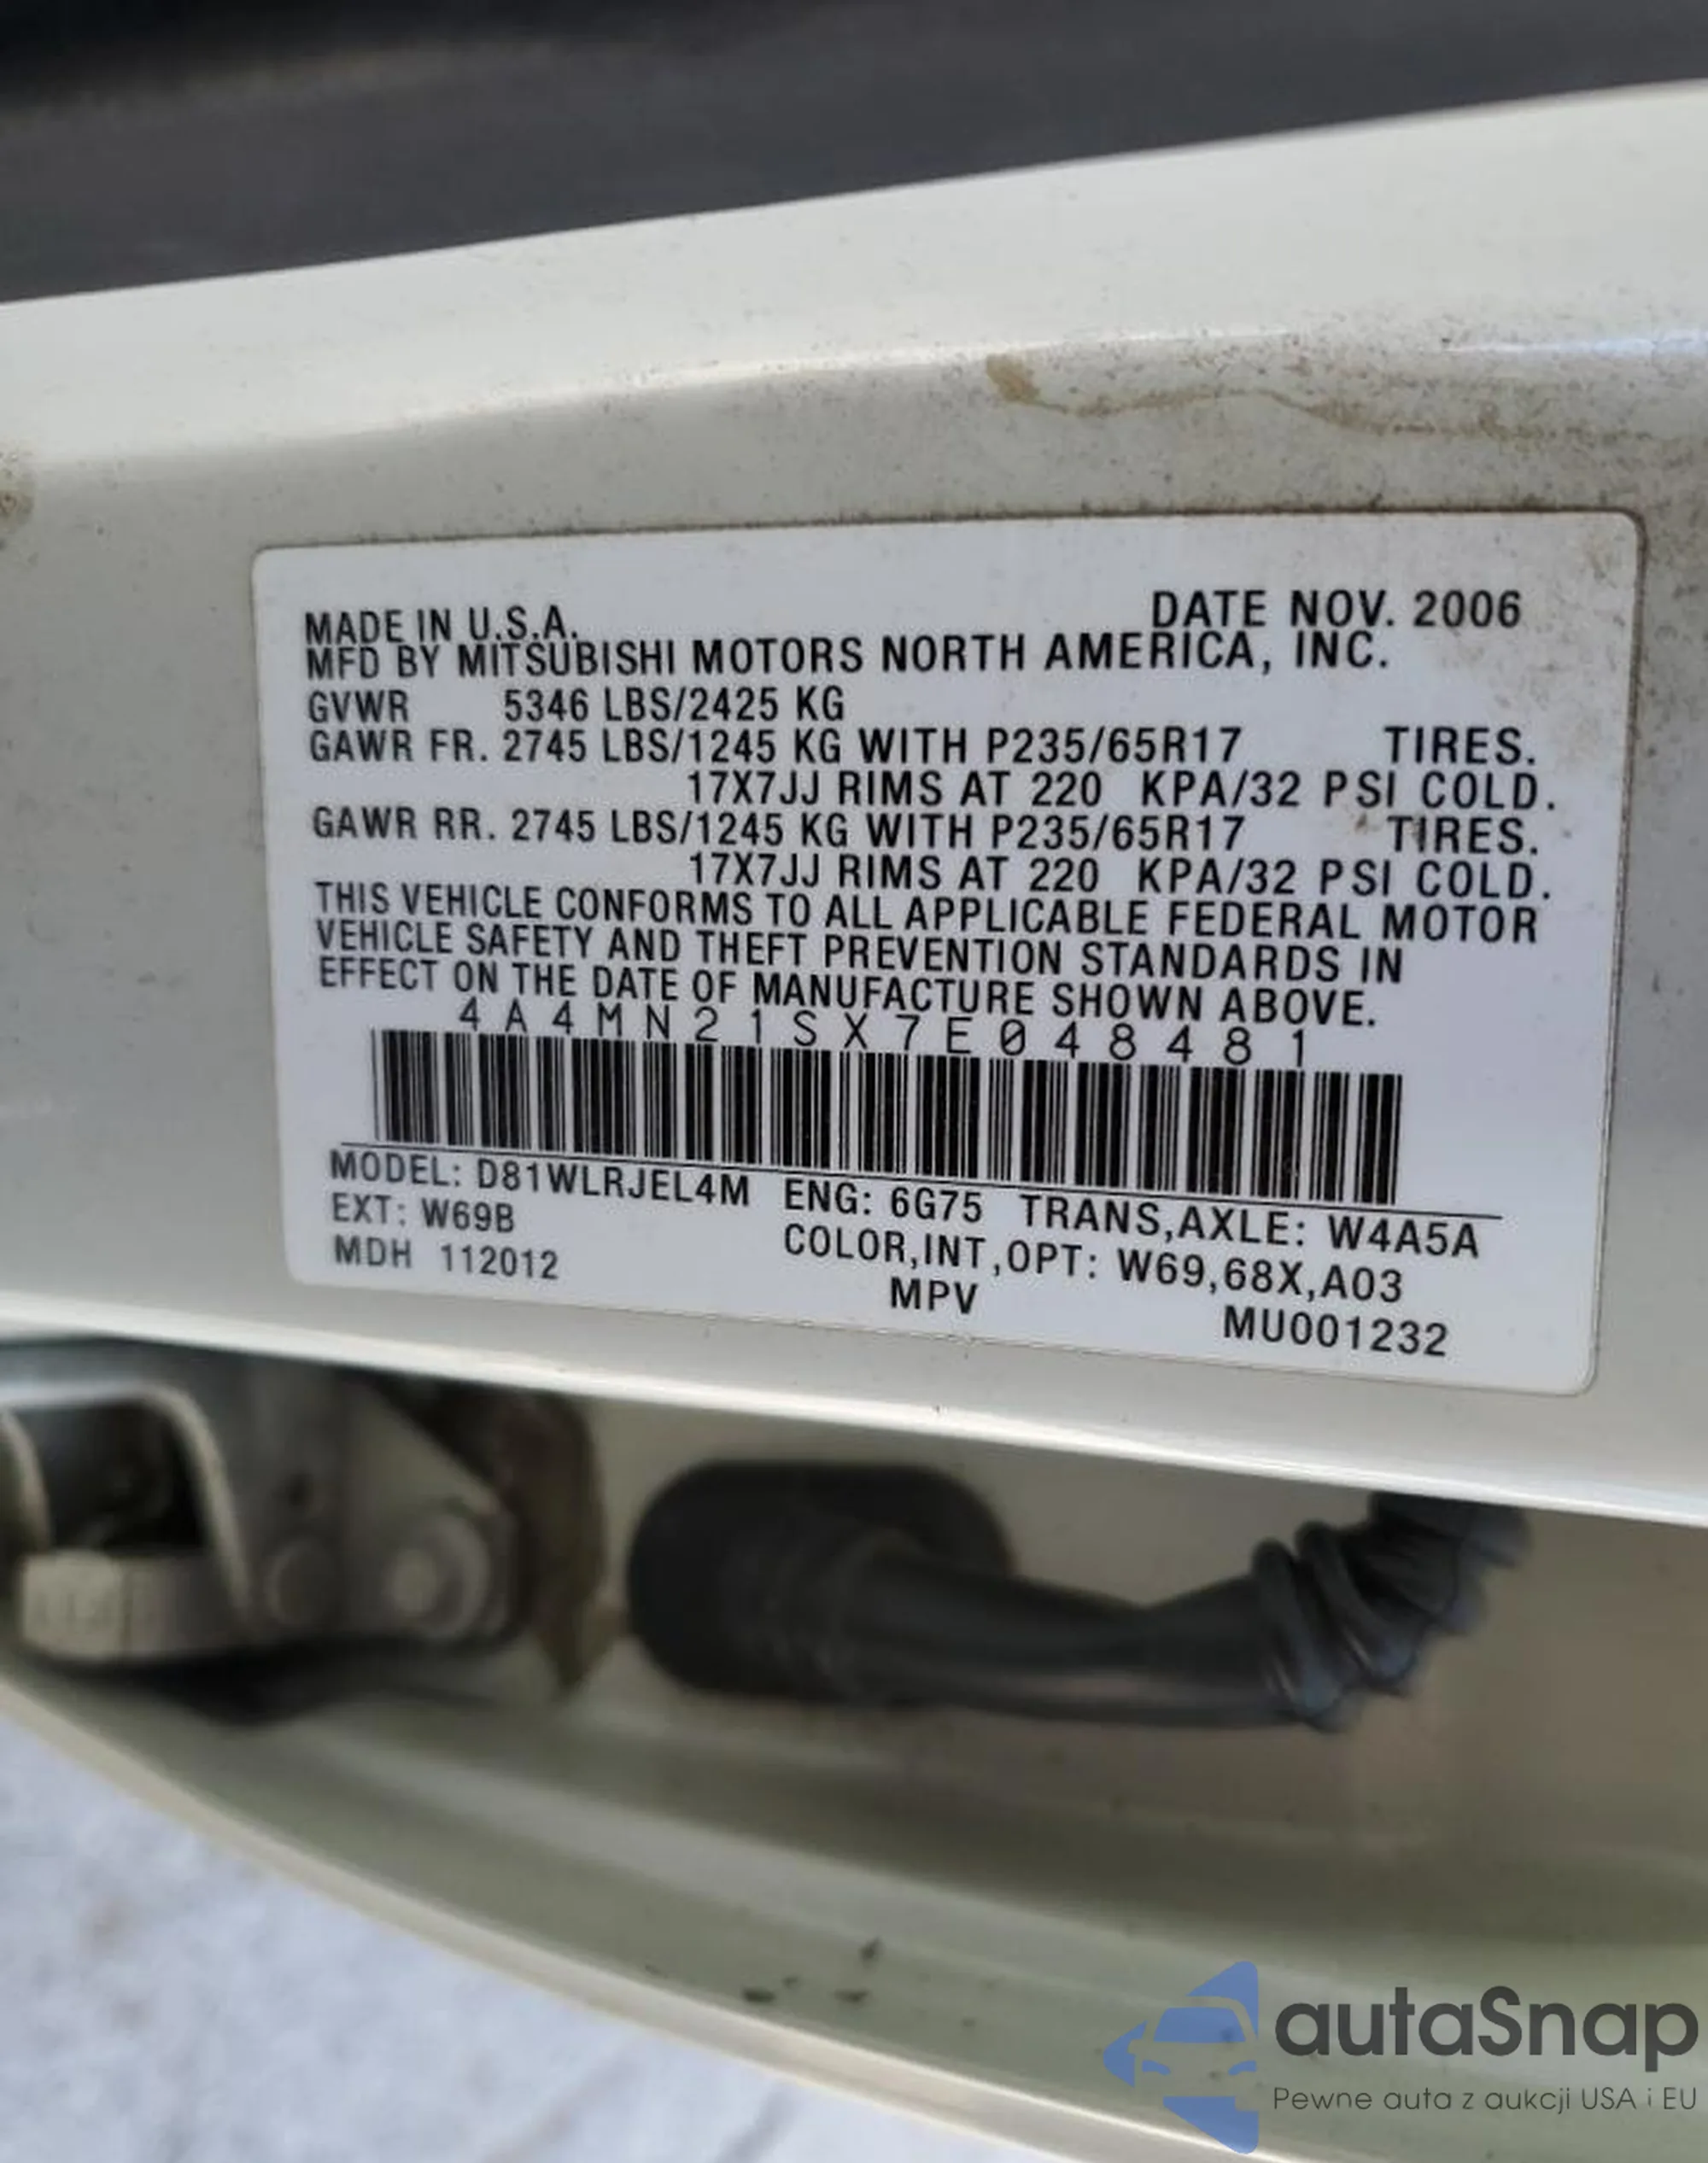 MADE IN U.S.A. DATE NOV. 2006
MFD BY MITSUBISHI MOTORS NORTH AMERICA, INC.
GVWR 5346 LBS/2425 KG
GAWR FR. 2745 LBS/1245 KG WITH P235/65R17 TIRES.
17X7JJ RIMS AT 220 KPA/32 PSI COLD.
GAWR RR. 2745 LBS/1245 KG WITH P235/65R17 TIRES.
17X7JJ RIMS AT 220 KPA/32 PSI COLD.
THIS VEHICLE CONFORMS TO ALL APPLICABLE FEDERAL MOTOR
VEHICLE SAFETY AND THEFT PREVENTION STANDARDS IN
EFFECT ON THE DATE OF MANUFACTURE SHOWN ABOVE.
4A4MN21SX7E048481
MODEL: D81WLRJEL4M ENG: 6G75 TRANS,AXLE: W4A5A
EXT: W69B COLOR,INT,OPT: W69,68X,A03
MDH 112012 MPV MU001232
autaSnap
Pewne auta z aukcji USA i EU